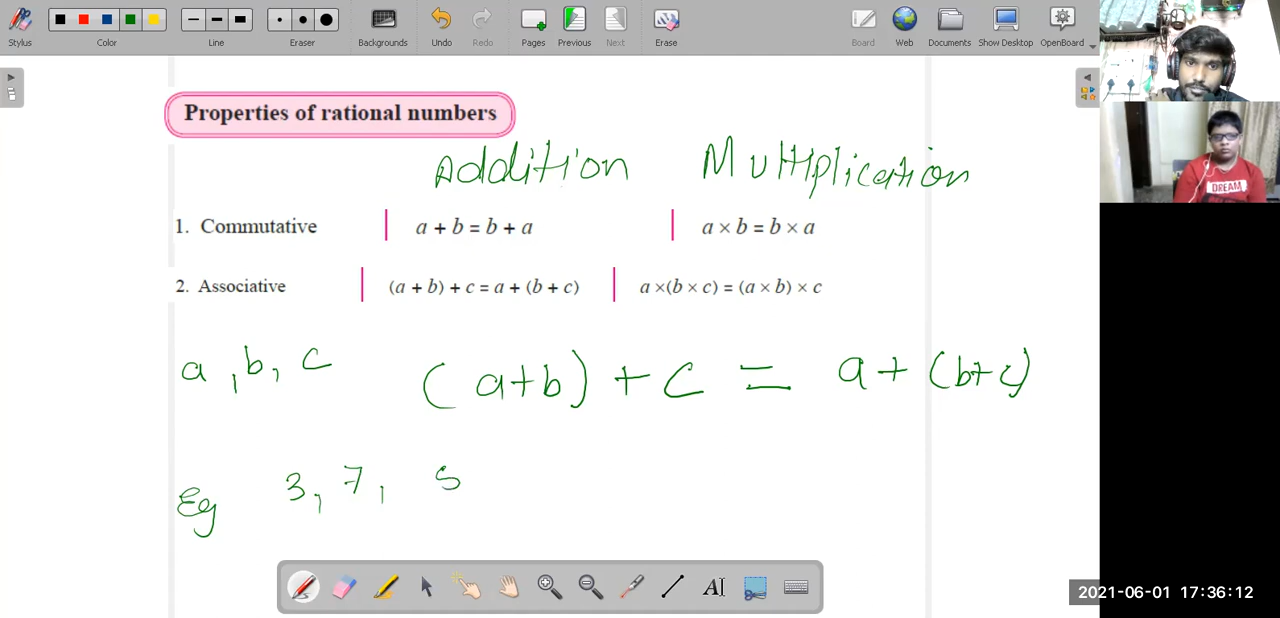 Stylus Color Line Eraser Backgrounds Undo Redo Pages Previous Next Erase Board Web Documents Show Desktop OpenBoard
Properties of rational numbers
Addition Multiplication
1. Commutative a + b = b + a a × b = b × a
2. Associative (a + b) + c = a + (b + c) a ×(b × c) = (a × b) × c
a, b, c (a+b) + c = a + (b+c)
Eg 3, 7, 5
DREAM
2021-06-01 17:36:12